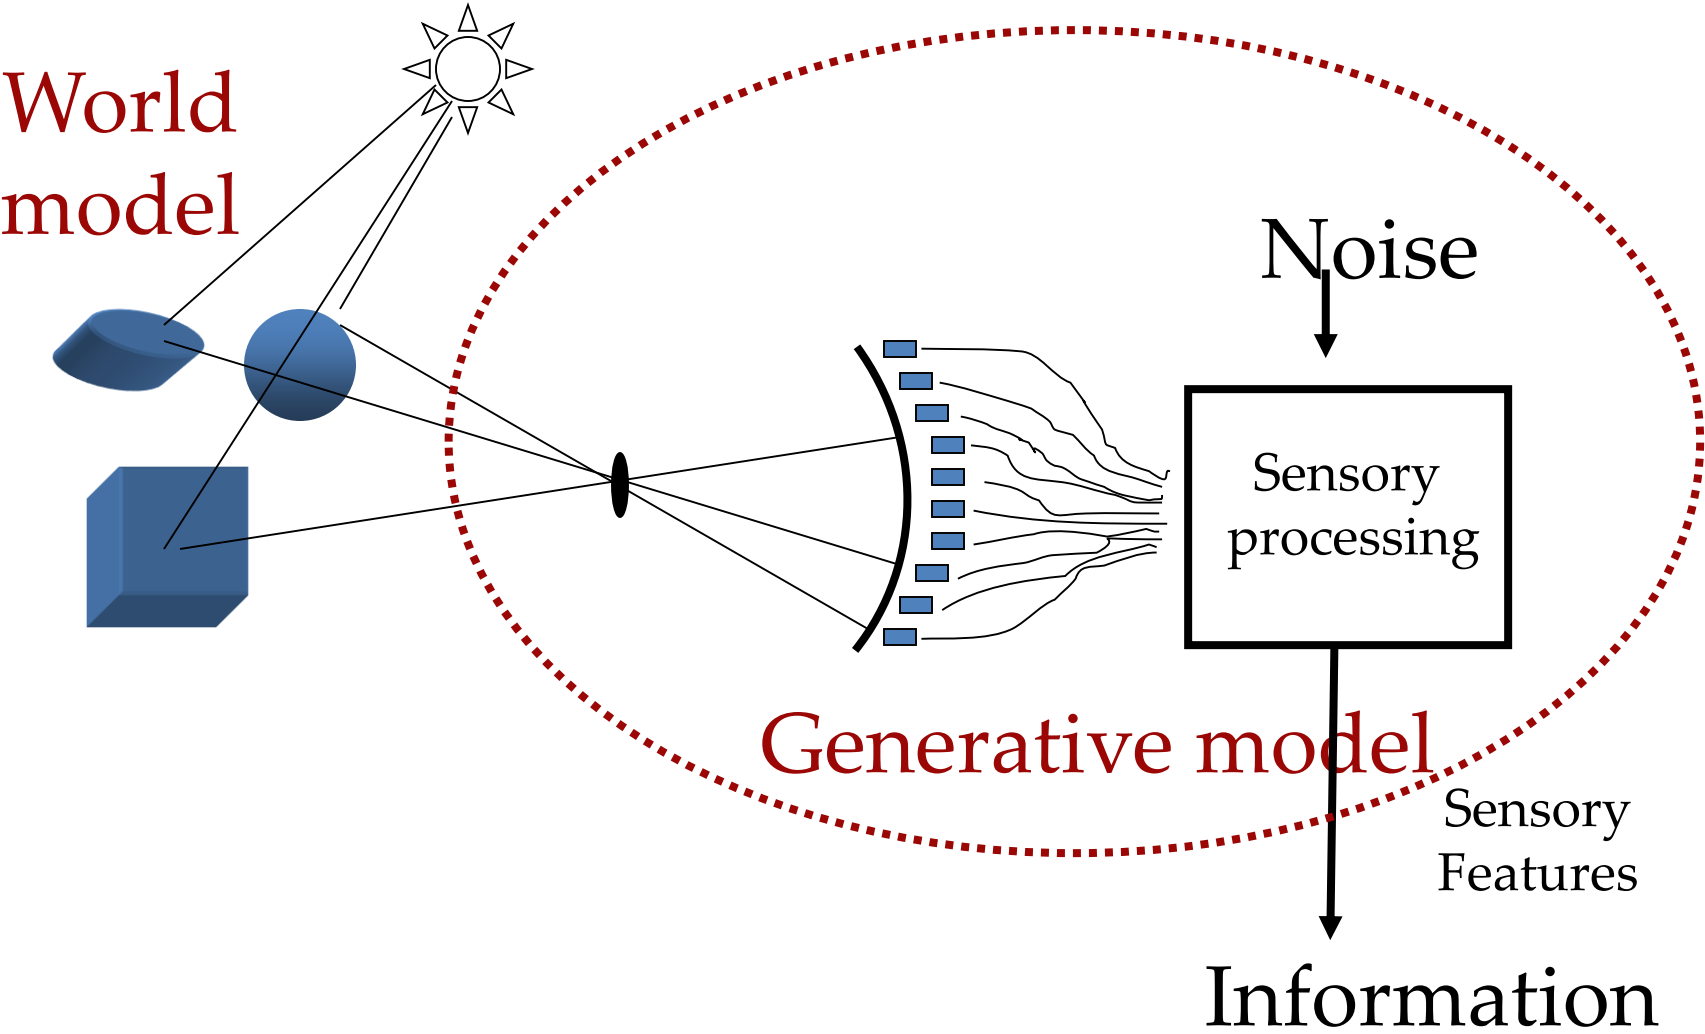 World
model
Noise
Sensory
processing
Generative model
Sensory
Features
Information